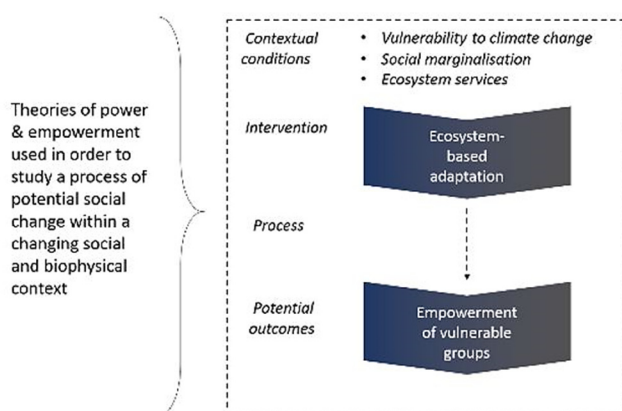 Theories of power
& empowerment
used in order to
study a process of
potential social
change within a
changing social
and biophysical
context
Contextual
conditions
• Vulnerability to climate change
• Social marginalisation
• Ecosystem services
Intervention
Ecosystem-
based
adaptation
Process
Potential
outcomes
Empowerment
of vulnerable
groups